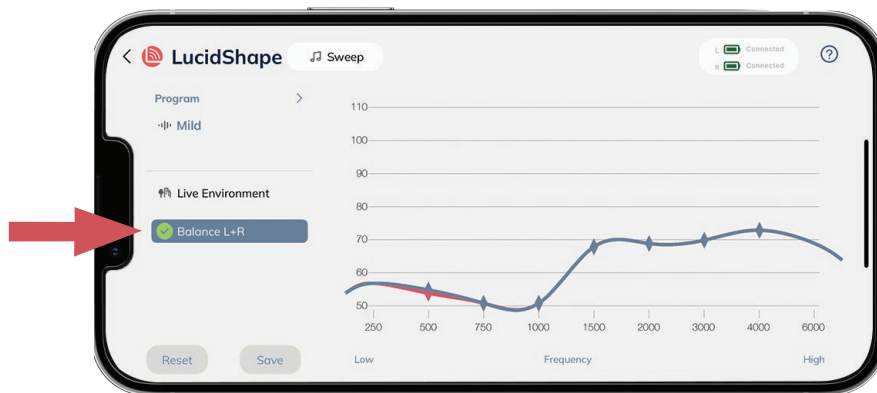 LucidShape
Sweep
L Connected
R Connected
?
Program
Mild
Live Environment
Balance L+R
Reset
Save
110
100
90
80
70
60
50
250 500 750 1000 1500 2000 3000 4000 6000
Low Frequency High